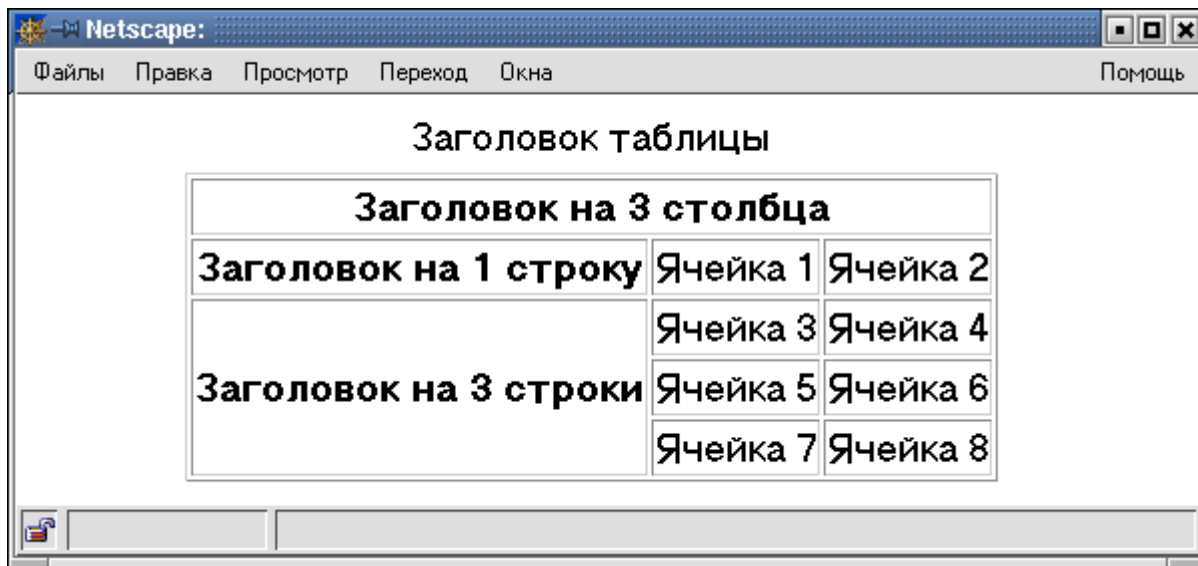 Netscape:
Файлы Правка Просмотр Переход Окна Помощь
Заголовок таблицы
Заголовок на 3 столбца
Заголовок на 1 строку Ячейка 1 Ячейка 2
Ячейка 3 Ячейка 4
Заголовок на 3 строки Ячейка 5 Ячейка 6
Ячейка 7 Ячейка 8